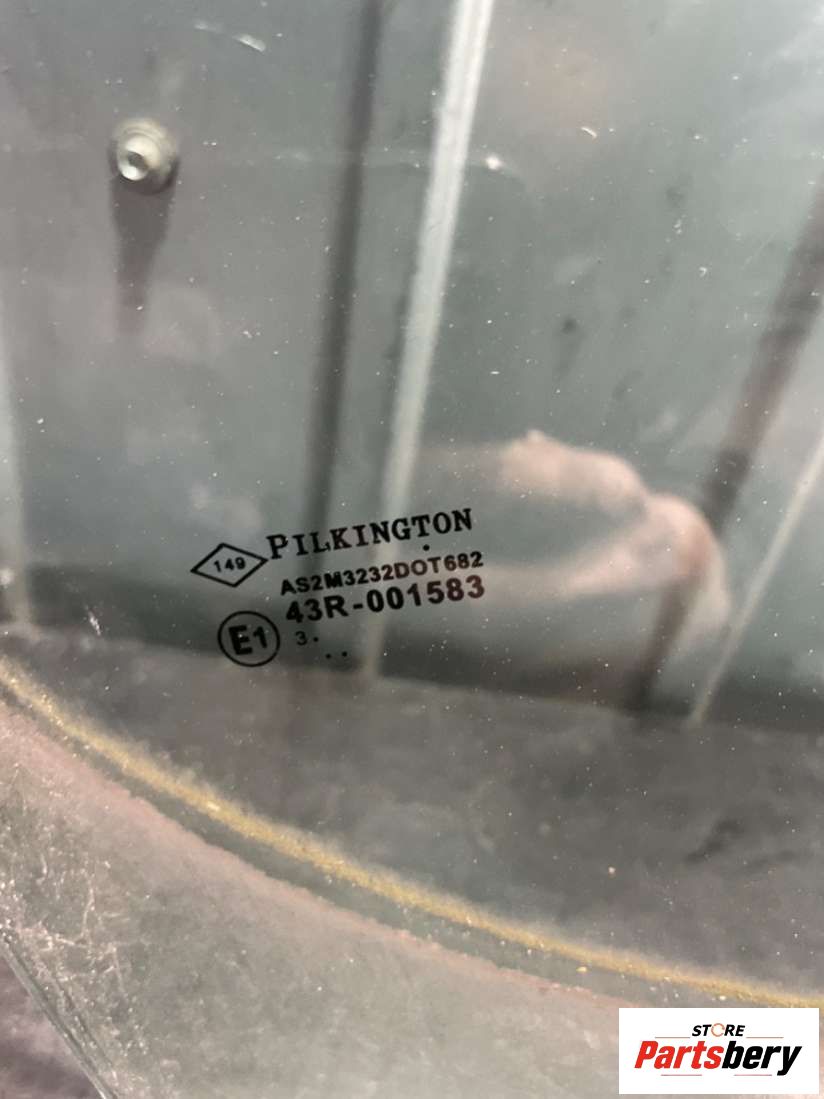 149
PILKINGTON
AS2M3232DOT682
43R-001583
E1
3.
..
STORE
Partsbery